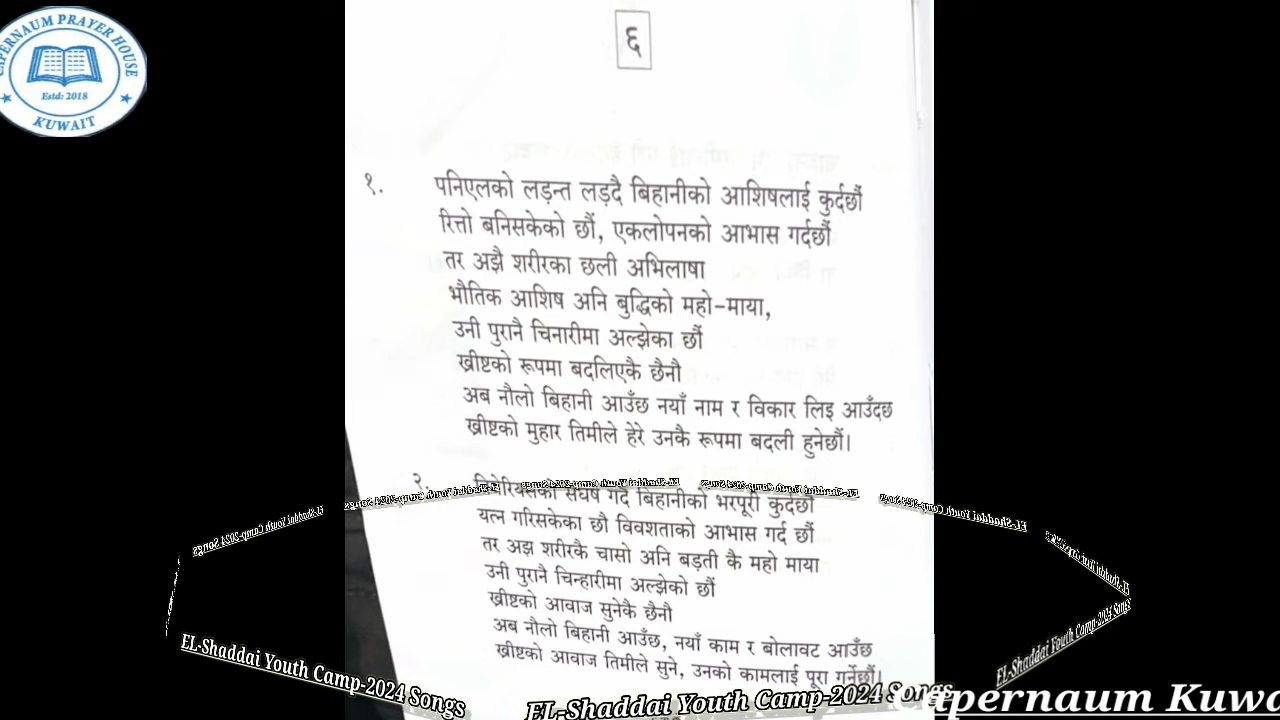 CAPERNAUM PRAYER HOUSE
Estd: 2018
KUWAIT
६
१.
पनिएलको लड़न्त लड़दै बिहानीको आशिषलाई कुर्दछौं
रित्तो बनिसकेको छौं, एकलोपनको आभास गर्दछौं
तर अझै शरीरका छली अभिलाषा
भौतिक आशिष अनि बुद्धिको महो-माया,
उनी पुरानै चिनारीमा अल्झेका छौं
ख्रीष्टको रूपमा बदलिएकै छैनौ
अब नौलो बिहानी आउँछ नयाँ नाम र विकार लिइ आउँदछ
ख्रीष्टको मुहार तिमीले हेरे उनकै रूपमा बदली हुनेछौं।
२.
संघर्ष गर्दै बिहानीको भरपूरी कुर्दछौं
यत्न गरिसकेका छौ विवशताको आभास गर्द छौं
तर अझ शरीरकै चासो अनि बड़ती कै महो माया
उनी पुरानै चिन्हारीमा अल्झेको छौं
ख्रीष्टको आवाज सुनेकै छैनौ
अब नौलो बिहानी आउँछ, नयाँ काम र बोलावट आउँछ
ख्रीष्टको आवाज तिमीले सुने, उनको कामलाई पूरा गर्नेछौं।
EL-Shaddai Youth Camp-2024 Songs
EL-Shaddai Youth Camp-2024 Songs
EL-Shaddai Youth Camp-2024 Songs
Capernaum Kuwa